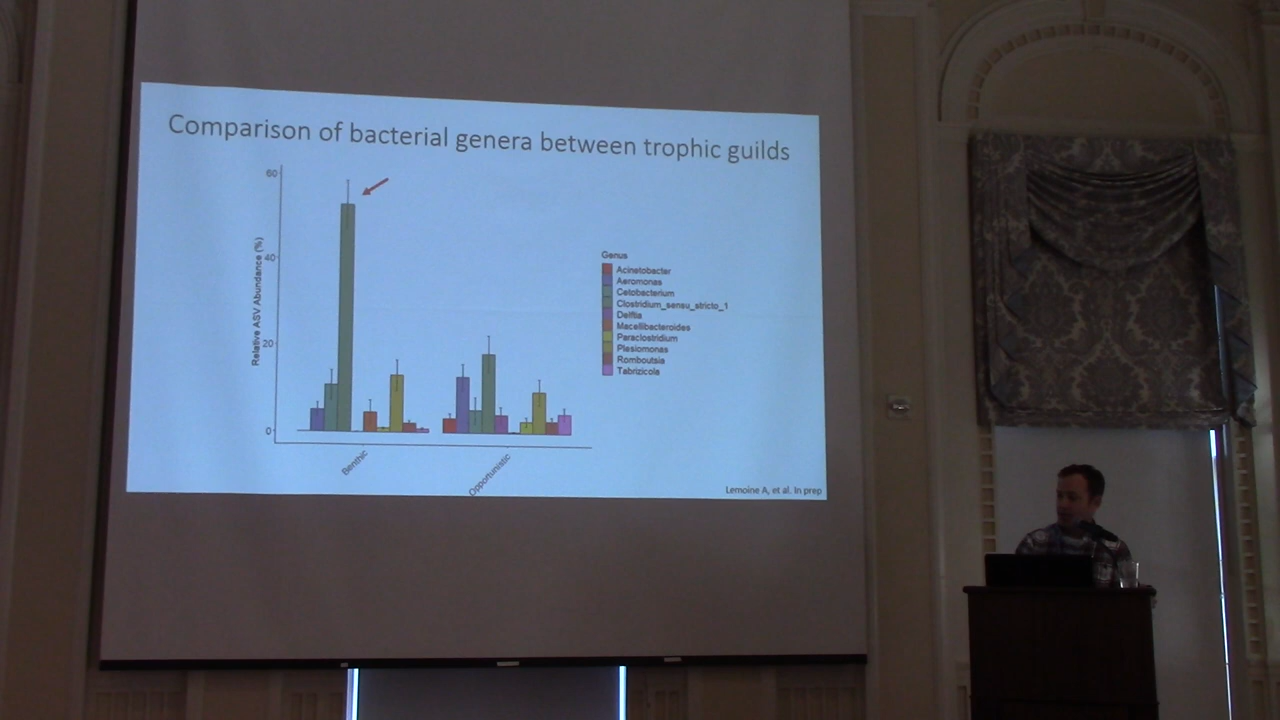 Comparison of bacterial genera between trophic guilds
60
40
20
0
Relative ASV Abundance (%)
Benthic
Opportunistic
Genus
Acinetobacter
Aeromonas
Cetobacterium
Clostridium_sensu_stricto_1
Delftia
Macellibacteroides
Paraclostridium
Plesiomonas
Romboutsia
Tabrizicola
Lemoine A, et al. In prep